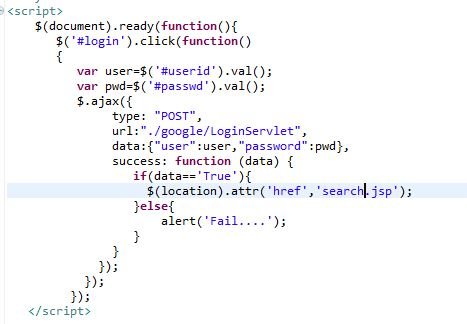 <script>
$(document).ready(function(){
$('#login').click(function()
{
var user=$('#userid').val();
var pwd=$('#passwd').val();
$.ajax({
type: "POST",
url:"./google/LoginServlet",
data:{"user":user,"password":pwd},
success: function (data) {
if(data=='True'){
$(location).attr('href','search.jsp');
}else{
alert('Fail....');
}
}
});
});
});
</script>